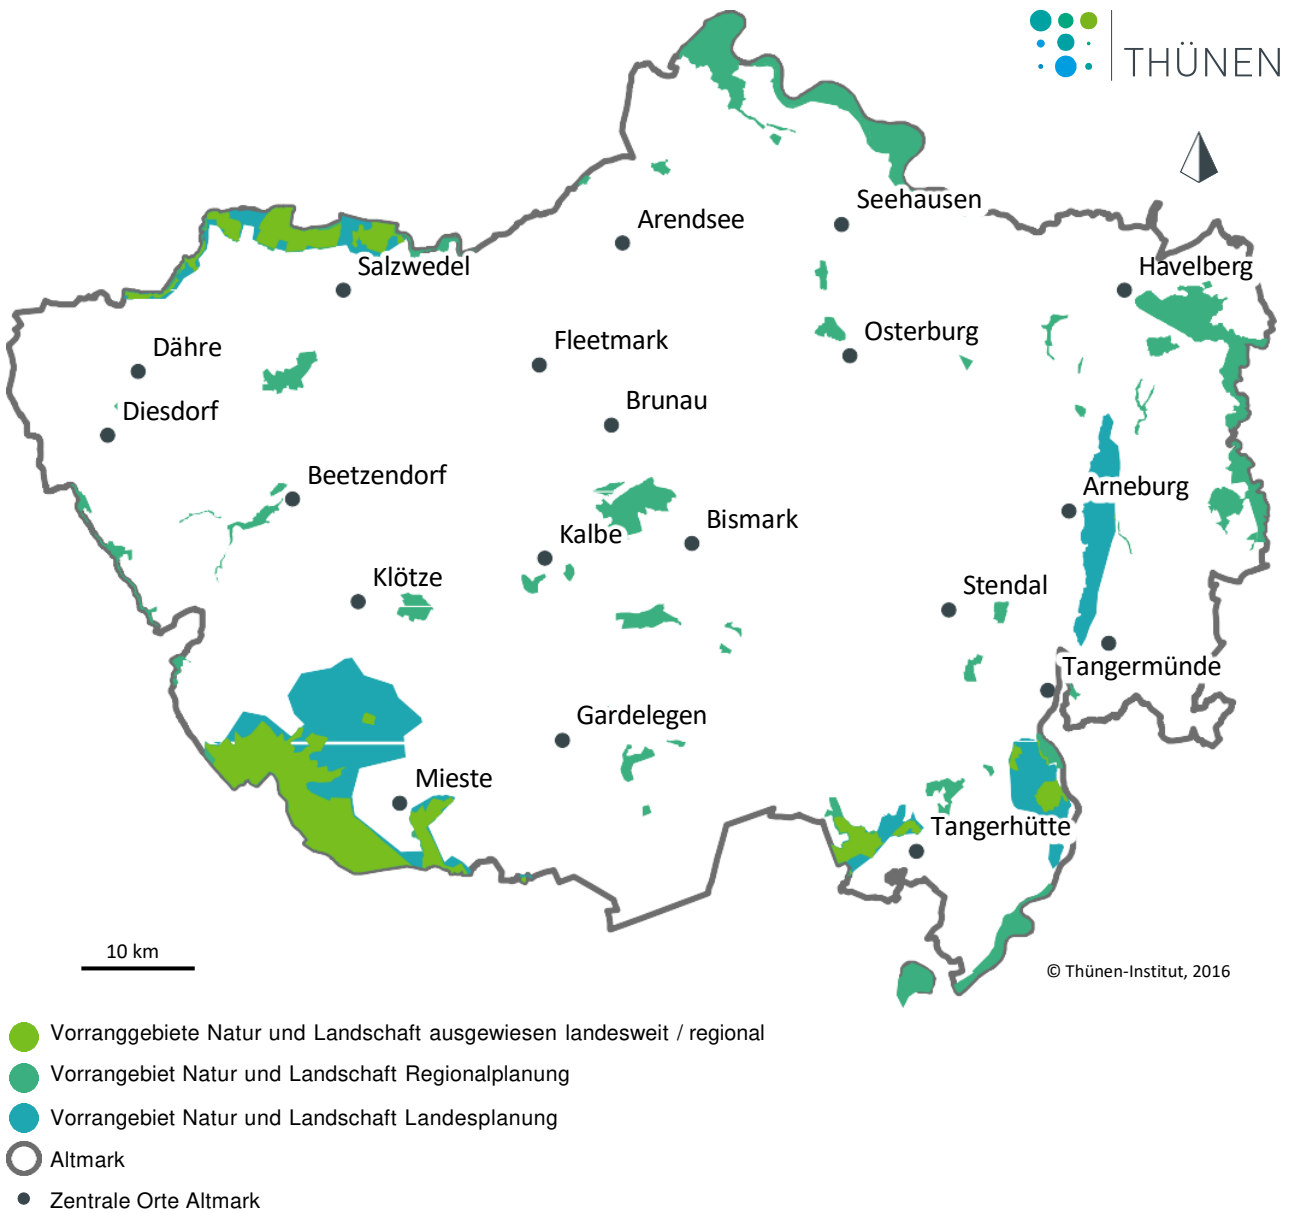 THÜNEN
Seehausen
Arendsee
Havelberg
Salzwedel
Osterburg
Fleetmark
Dähre
Brunau
Diesdorf
Beetzendorf
Arneburg
Bismark
Kalbe
Klötze
Stendal
Tangermünde
Gardelegen
Mieste
Tangerhütte
10 km
© Thünen-Institut, 2016
Vorranggebiete Natur und Landschaft ausgewiesen landesweit / regional
Vorrangebiet Natur und Landschaft Regionalplanung
Vorrangebiet Natur und Landschaft Landesplanung
Altmark
Zentrale Orte Altmark